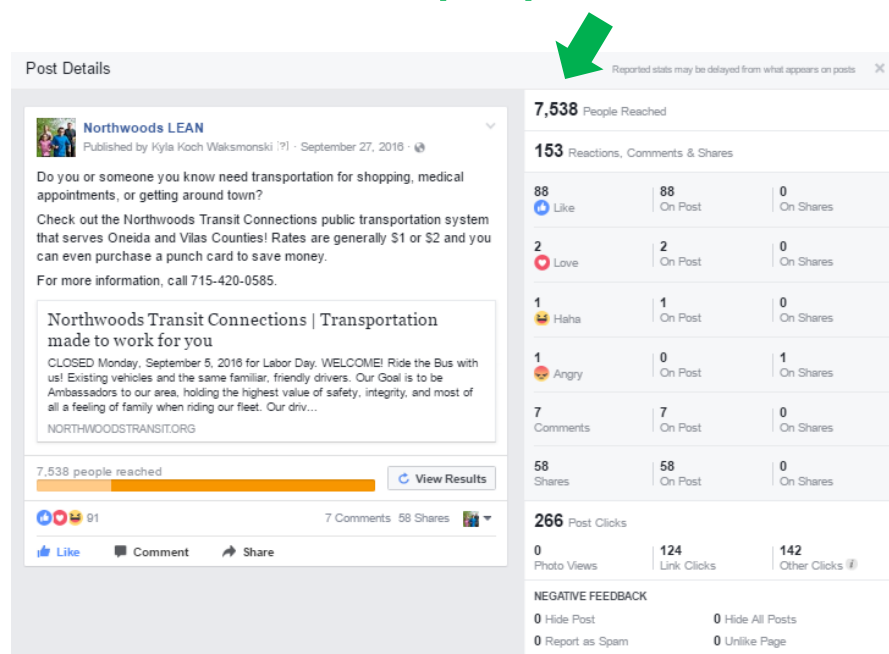 Post Details
Reported stats may be delayed from what appears on posts
Northwoods LEAN
Published by Kyla Koch Waksmonski [?] · September 27, 2016 ·
Do you or someone you know need transportation for shopping, medical
appointments, or getting around town?
Check out the Northwoods Transit Connections public transportation system
that serves Oneida and Vilas Counties! Rates are generally $1 or $2 and you
can even purchase a punch card to save money.
For more information, call 715-420-0585.
Northwoods Transit Connections | Transportation
made to work for you
CLOSED Monday, September 5, 2016 for Labor Day. WELCOME! Ride the Bus with
us! Existing vehicles and the same familiar, friendly drivers. Our Goal is to be
Ambassadors to our area, holding the highest value of safety, integrity, and most of
all a feeling of family when riding our fleet. Our driv...
NORTHWOODSTRANSIT.ORG
7,538 people reached
View Results
91
7 Comments 58 Shares
Like Comment Share
7,538 People Reached
153 Reactions, Comments & Shares
88 88 0
Like On Post On Shares
2 2 0
Love On Post On Shares
1 1 0
Haha On Post On Shares
1 0 1
Angry On Post On Shares
7 7 0
Comments On Post On Shares
58 58 0
Shares On Post On Shares
266 Post Clicks
0 124 142
Photo Views Link Clicks Other Clicks i
NEGATIVE FEEDBACK
0 Hide Post 0 Hide All Posts
0 Report as Spam 0 Unlike Page